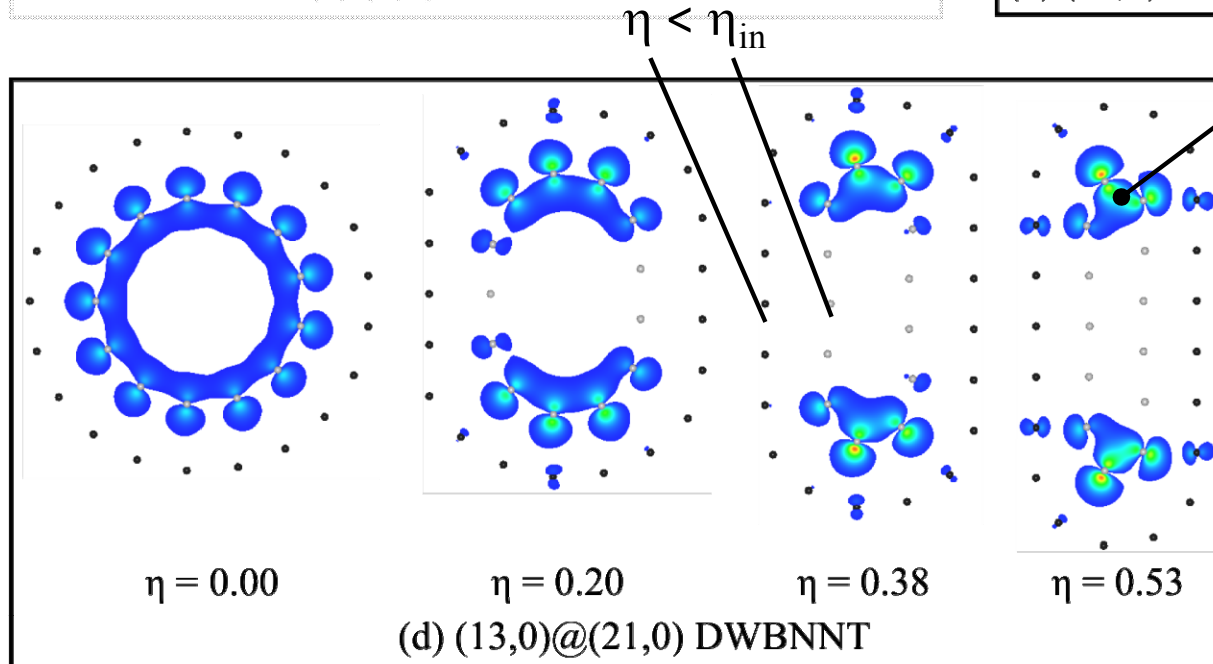 η < ηin
η = 0.00
η = 0.20
η = 0.38
η = 0.53
(d) (13,0)@(21,0) DWBNNT